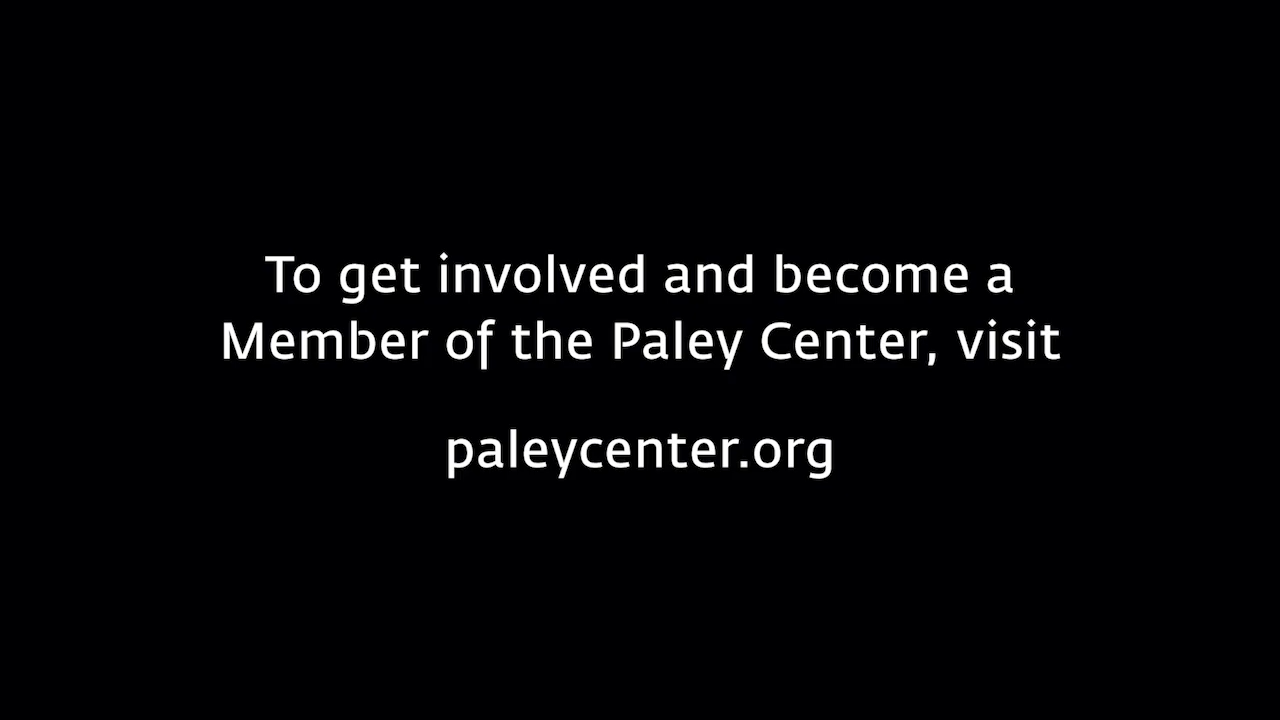 To get involved and become a
Member of the Paley Center, visit
paleycenter.org